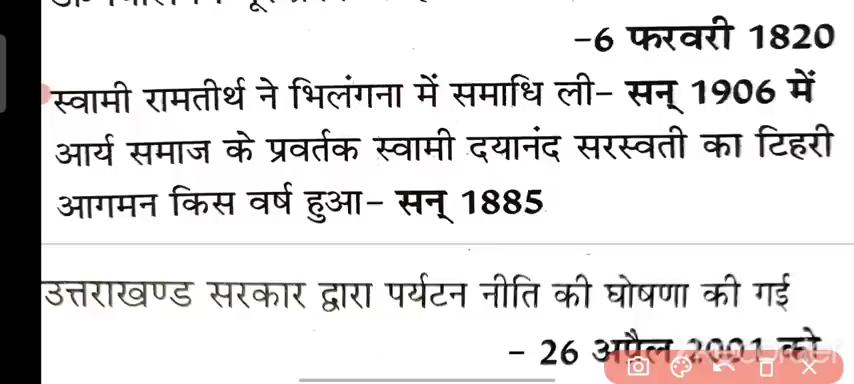 -6 फरवरी 1820
स्वामी रामतीर्थ ने भिलंगना में समाधि ली- सन् 1906 में
आर्य समाज के प्रवर्तक स्वामी दयानंद सरस्वती का टिहरी
आगमन किस वर्ष हुआ- सन् 1885
उत्तराखण्ड सरकार द्वारा पर्यटन नीति की घोषणा की गई
- 26 अप्रैल 2001 को